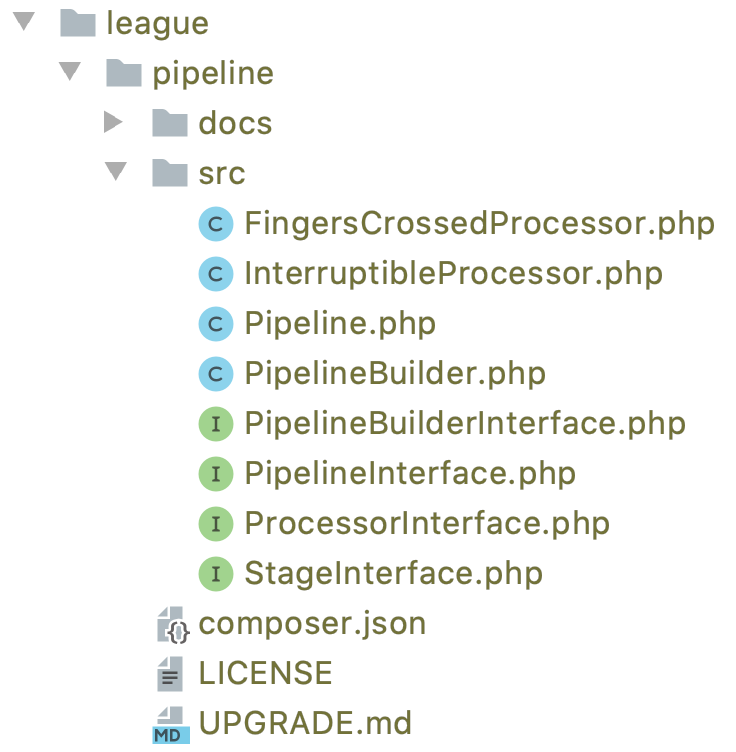 league
pipeline
docs
src
C FingersCrossedProcessor.php
C InterruptibleProcessor.php
C Pipeline.php
C PipelineBuilder.php
I PipelineBuilderInterface.php
I PipelineInterface.php
I ProcessorInterface.php
I StageInterface.php
{} composer.json
LICENSE
MD UPGRADE.md